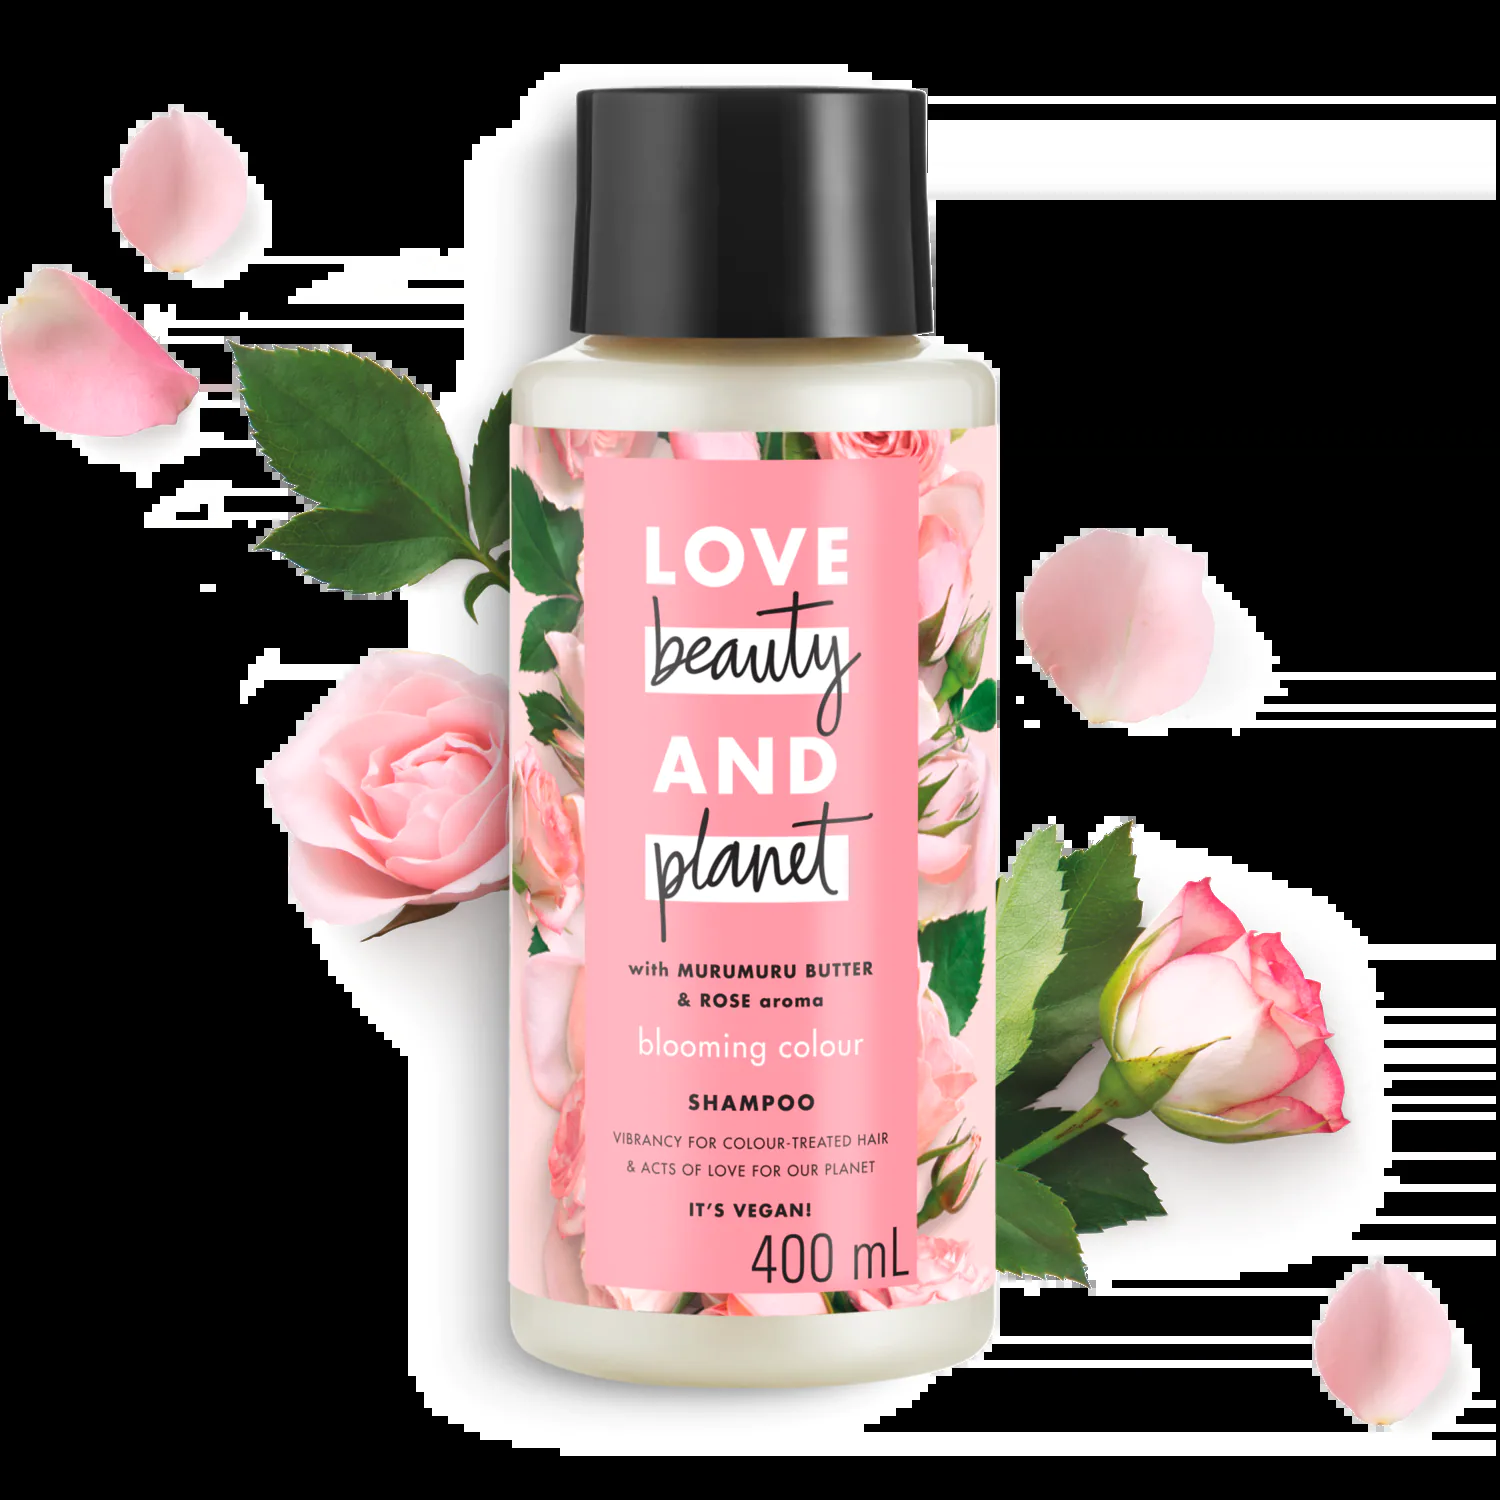 LOVE
beauty
AND
planet
with MURUMURU BUTTER
& ROSE aroma
blooming colour
SHAMPOO
VIBRANCY FOR COLOUR-TREATED HAIR
& ACTS OF LOVE FOR OUR PLANET
IT'S VEGAN!
400 mL